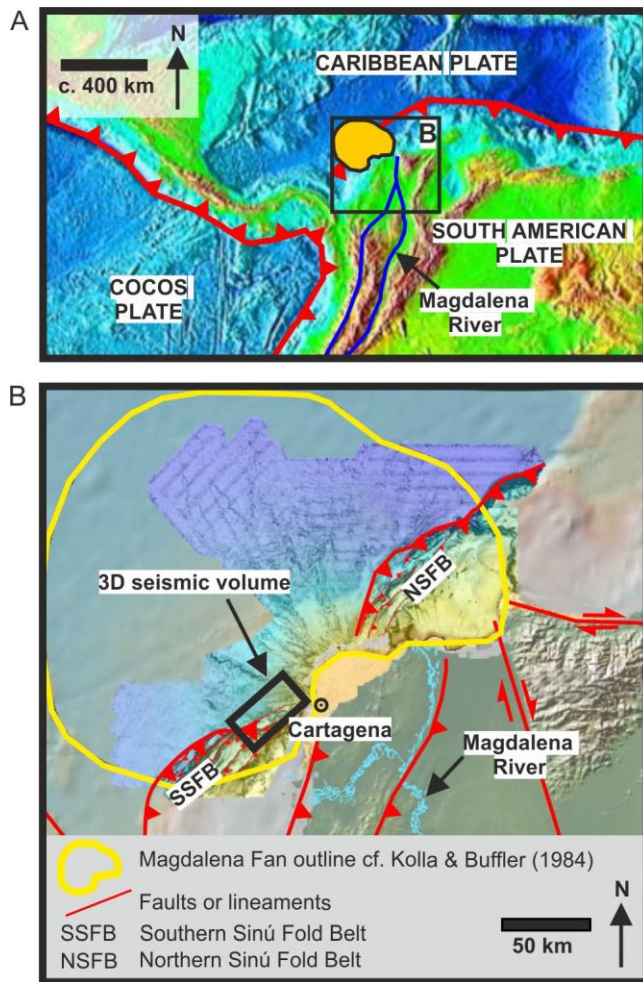 A
N
c. 400 km
CARIBBEAN PLATE
B
SOUTH AMERICAN
PLATE
COCOS
PLATE
Magdalena
River
B
3D seismic volume
NSFB
Cartagena
SSFB
Magdalena
River
Magdalena Fan outline cf. Kolla & Buffler (1984)
Faults or lineaments
SSFB Southern Sinú Fold Belt
NSFB Northern Sinú Fold Belt
N
50 km